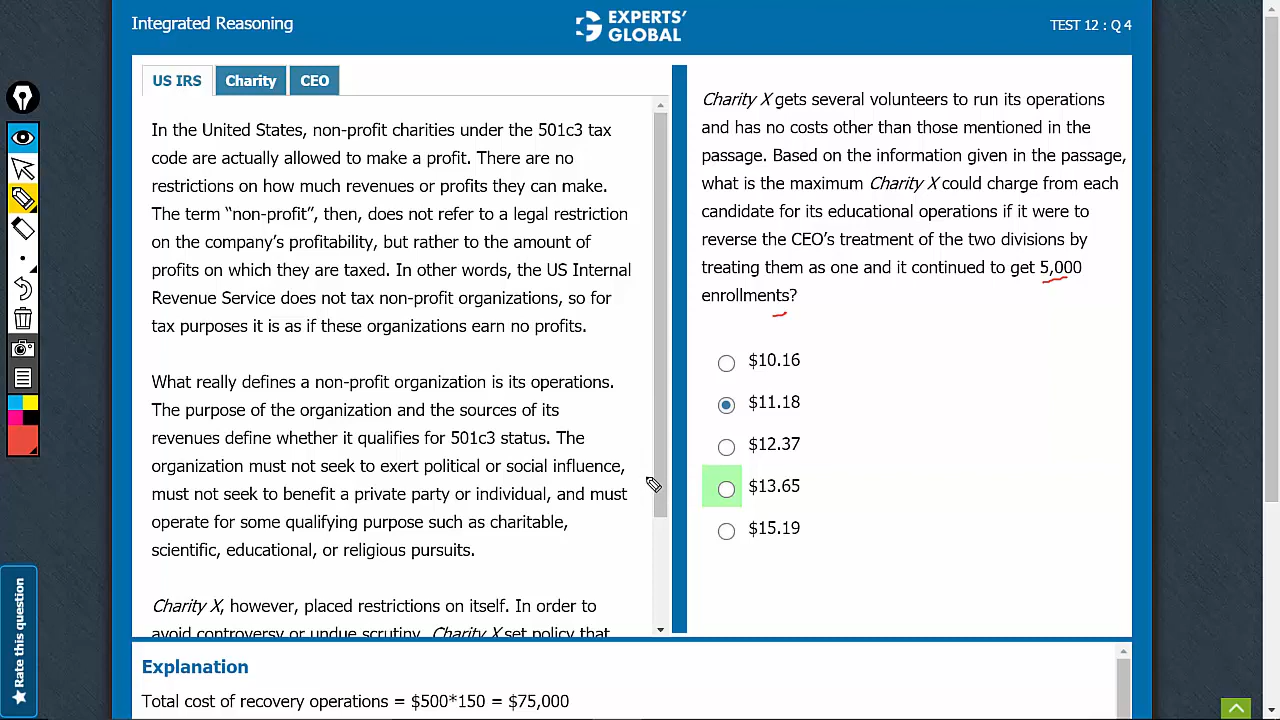 Integrated Reasoning
EXPERTS'
GLOBAL
TEST 12 : Q 4
US IRS
Charity
CEO
In the United States, non-profit charities under the 501c3 tax
code are actually allowed to make a profit. There are no
restrictions on how much revenues or profits they can make.
The term “non-profit”, then, does not refer to a legal restriction
on the company’s profitability, but rather to the amount of
profits on which they are taxed. In other words, the US Internal
Revenue Service does not tax non-profit organizations, so for
tax purposes it is as if these organizations earn no profits.
What really defines a non-profit organization is its operations.
The purpose of the organization and the sources of its
revenues define whether it qualifies for 501c3 status. The
organization must not seek to exert political or social influence,
must not seek to benefit a private party or individual, and must
operate for some qualifying purpose such as charitable,
scientific, educational, or religious pursuits.
Charity X, however, placed restrictions on itself. In order to
avoid controversy or undue scrutiny, Charity X set policy that
Charity X gets several volunteers to run its operations
and has no costs other than those mentioned in the
passage. Based on the information given in the passage,
what is the maximum Charity X could charge from each
candidate for its educational operations if it were to
reverse the CEO’s treatment of the two divisions by
treating them as one and it continued to get 5,000
enrollments?
$10.16
$11.18
$12.37
$13.65
$15.19
Rate this question
Explanation
Total cost of recovery operations = $500*150 = $75,000